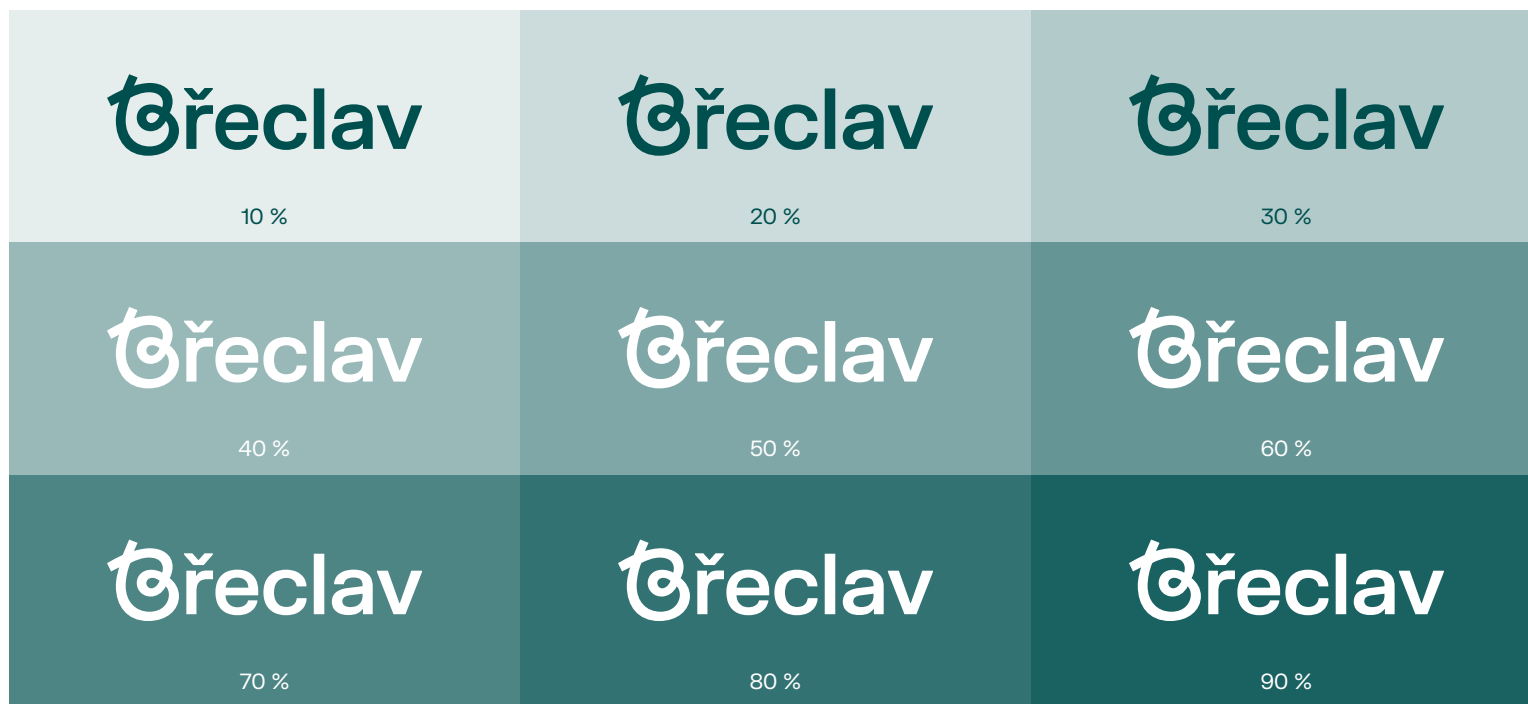 Břeclav
10 %
Břeclav
20 %
Břeclav
30 %
Břeclav
40 %
Břeclav
50 %
Břeclav
60 %
Břeclav
70 %
Břeclav
80 %
Břeclav
90 %